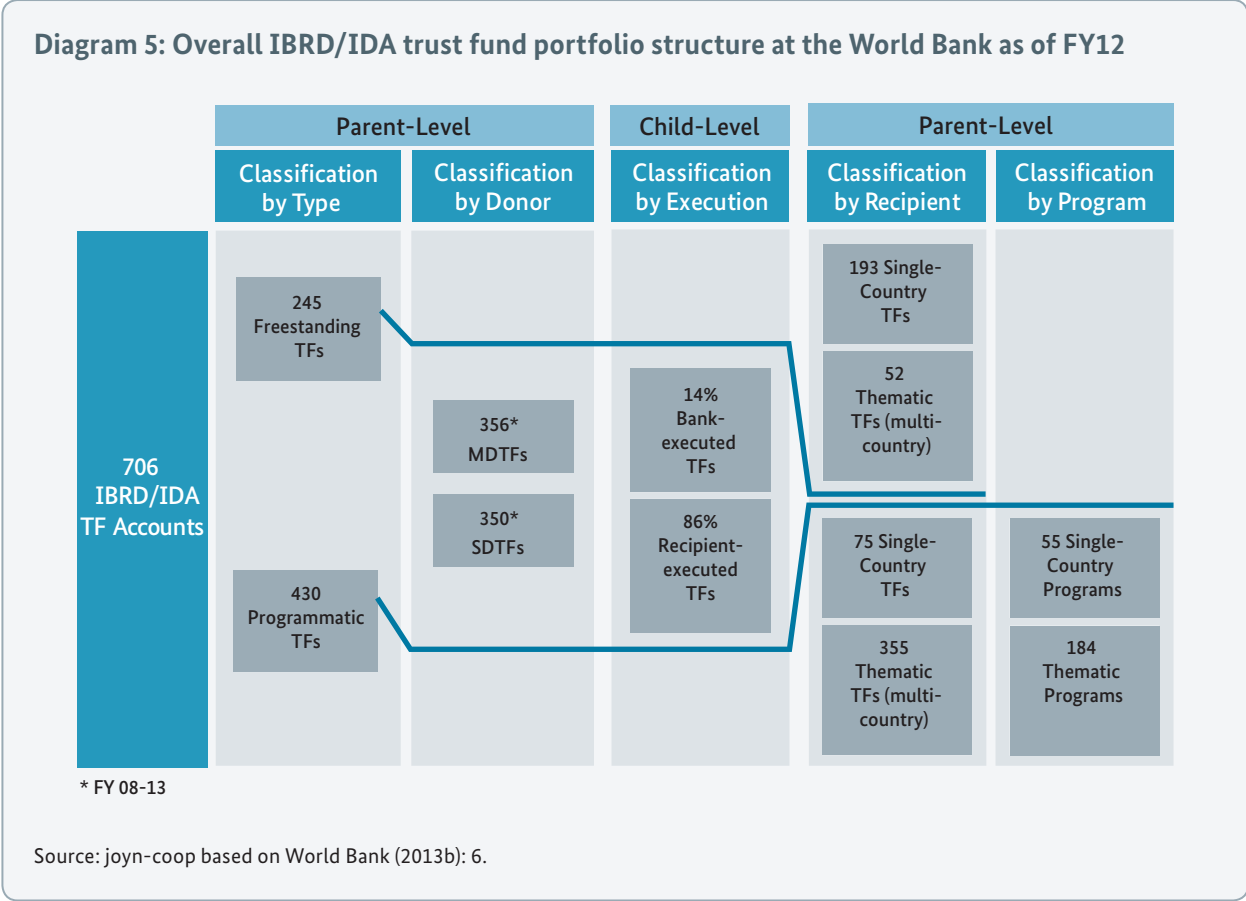 Diagram 5: Overall IBRD/IDA trust fund portfolio structure at the World Bank as of FY12
Parent-Level
Child-Level
Parent-Level
Classification
by Type
Classification
by Donor
Classification
by Execution
Classification
by Recipient
Classification
by Program
706
IBRD/IDA
TF Accounts
245
Freestanding
TFs
430
Programmatic
TFs
356*
MDTFs
350*
SDTFs
14%
Bank-
executed
TFs
86%
Recipient-
executed
TFs
193 Single-
Country
TFs
52
Thematic
TFs (multi-
country)
75 Single-
Country
TFs
355
Thematic
TFs (multi-
country)
55 Single-
Country
Programs
184
Thematic
Programs
* FY 08-13
Source: joyn-coop based on World Bank (2013b): 6.